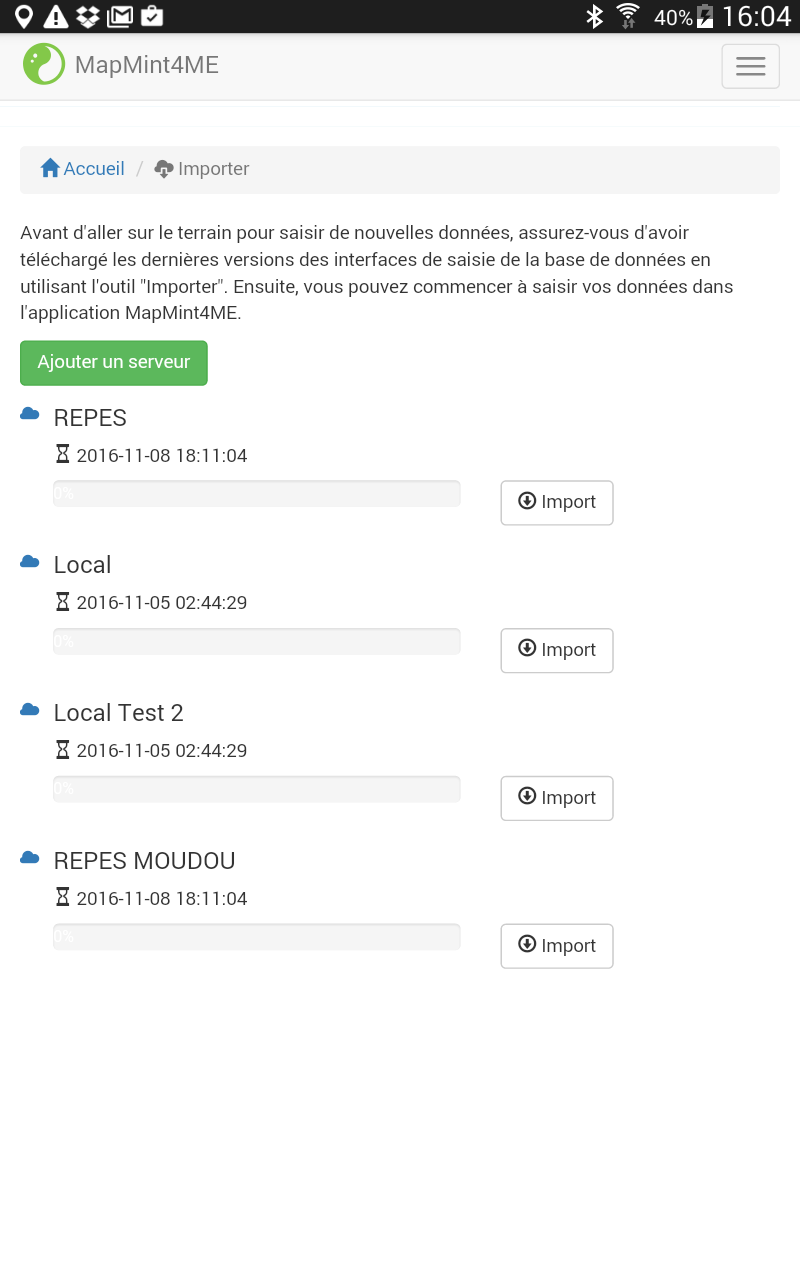 40% 16:04
MapMint4ME
Accueil / Importer
Avant d'aller sur le terrain pour saisir de nouvelles données, assurez-vous d'avoir
téléchargé les dernières versions des interfaces de saisie de la base de données en
utilisant l'outil "Importer". Ensuite, vous pouvez commencer à saisir vos données dans
l'application MapMint4ME.
Ajouter un serveur
REPES
2016-11-08 18:11:04
0%
Import
Local
2016-11-05 02:44:29
0%
Import
Local Test 2
2016-11-05 02:44:29
0%
Import
REPES MOUDOU
2016-11-08 18:11:04
0%
Import